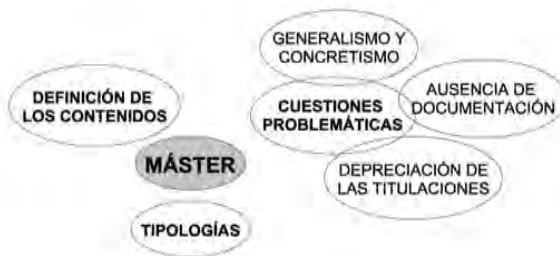 GENERALISMO Y
CONCRETISMO
DEFINICIÓN DE
LOS CONTENIDOS
CUESTIONES
PROBLEMÁTICAS
AUSENCIA DE
DOCUMENTACIÓN
MÁSTER
DEPRECIACIÓN DE
LAS TITULACIONES
TIPOLOGÍAS